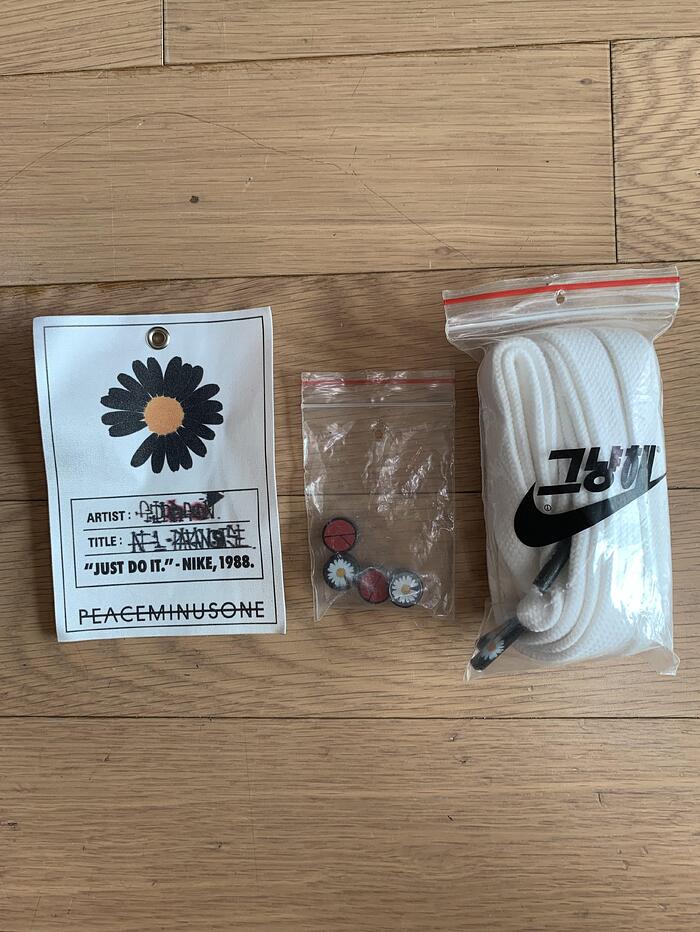 ARTIST :
TITLE :
"JUST DO IT." - NIKE, 1988.
PEACEMINUSONE
그냥해